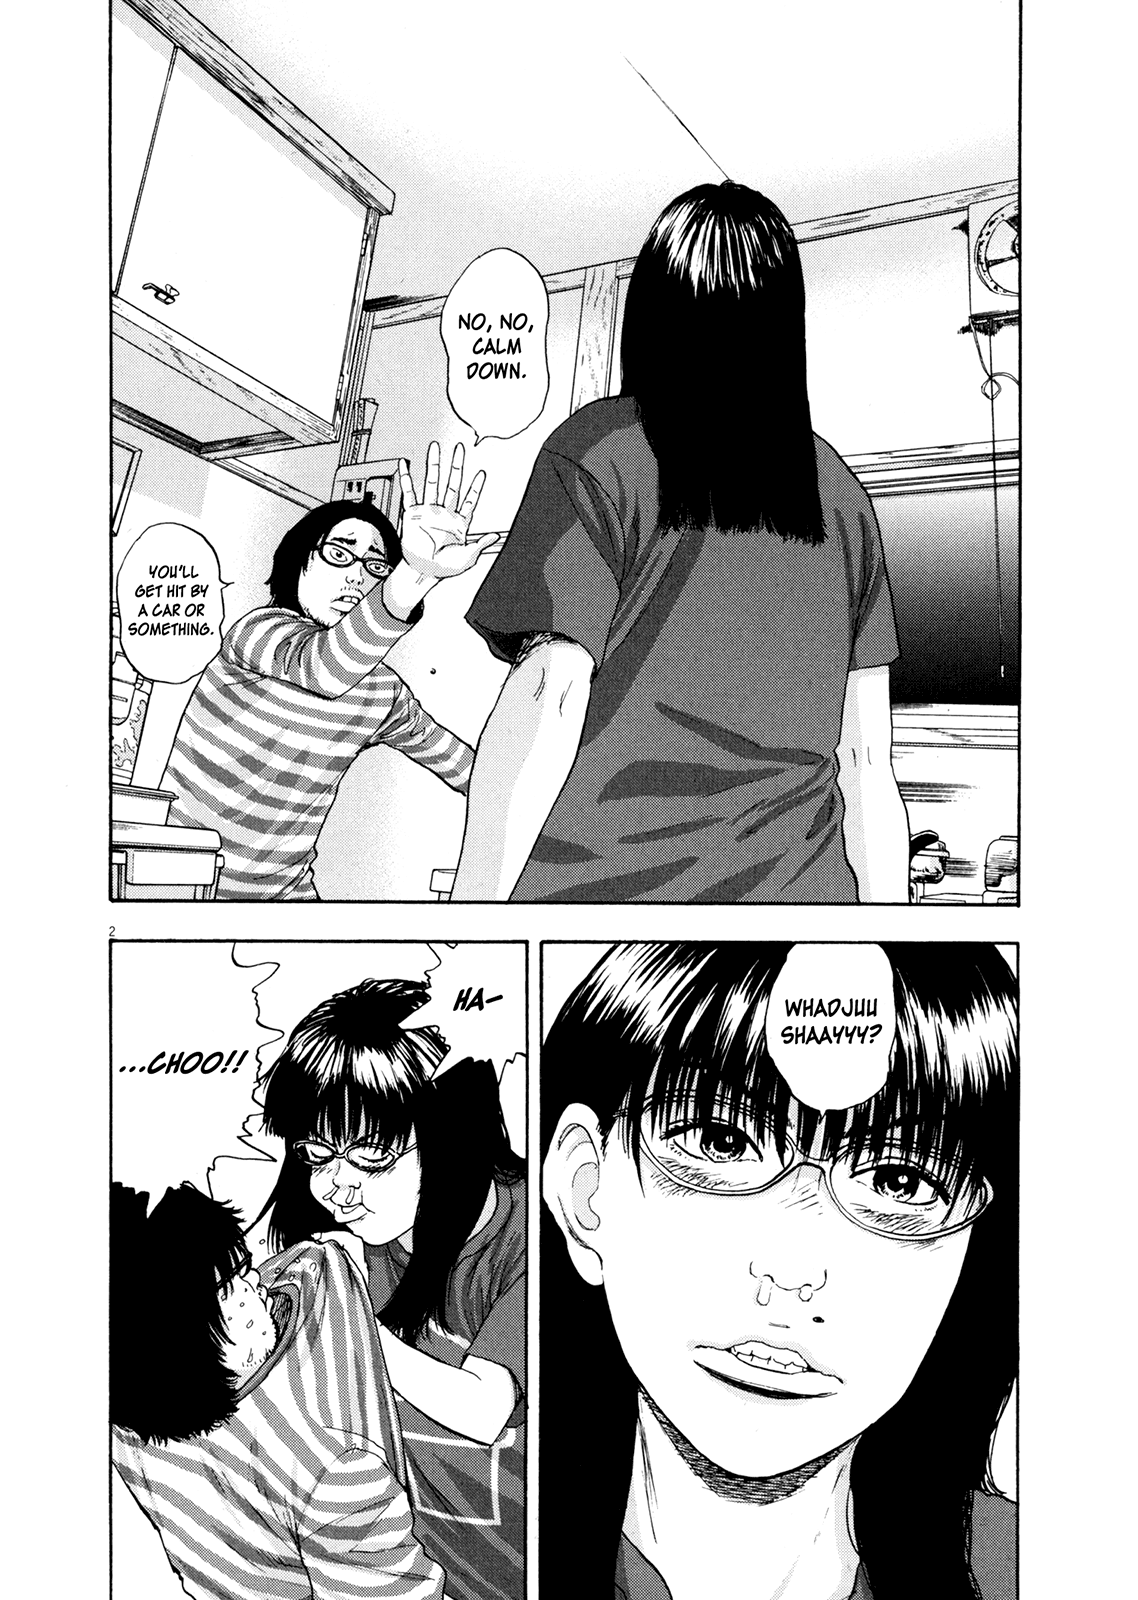 NO, NO,
CALM
DOWN.
YOU'LL
GET HIT BY
A CAR OR
SOMETHING.
2
WHADJUU
SHAAYYY?
HA-
...CHOO!!